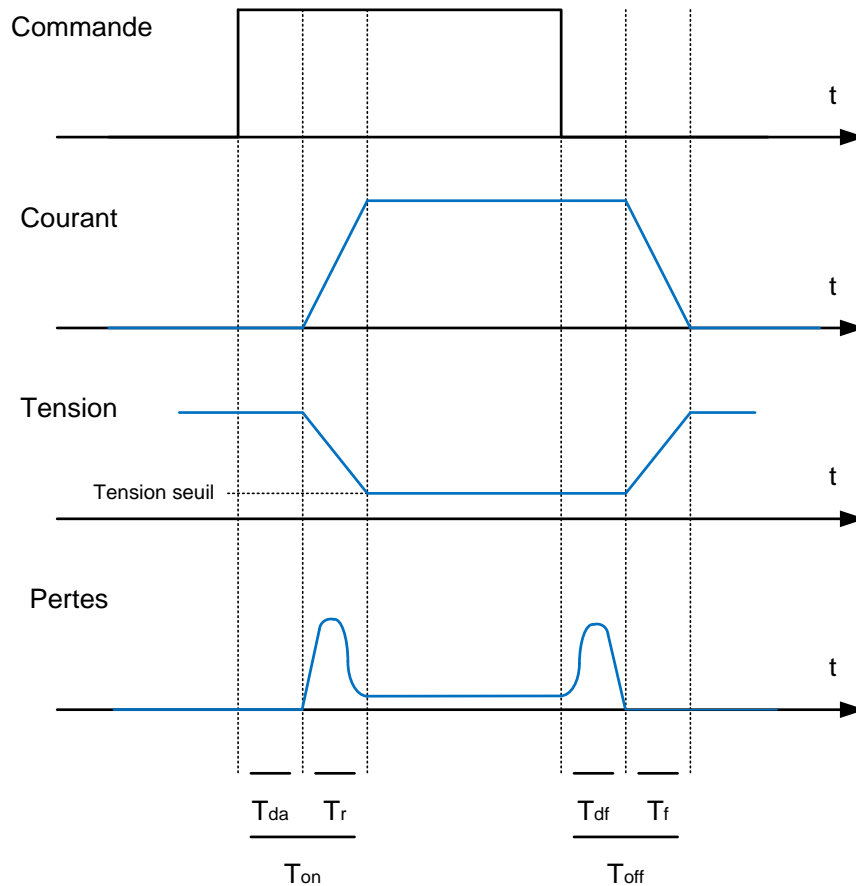 Commande
t
Courant
t
Tension
Tension seuil
t
Pertes
t
Tda Tr Tdf Tf
Ton Toff